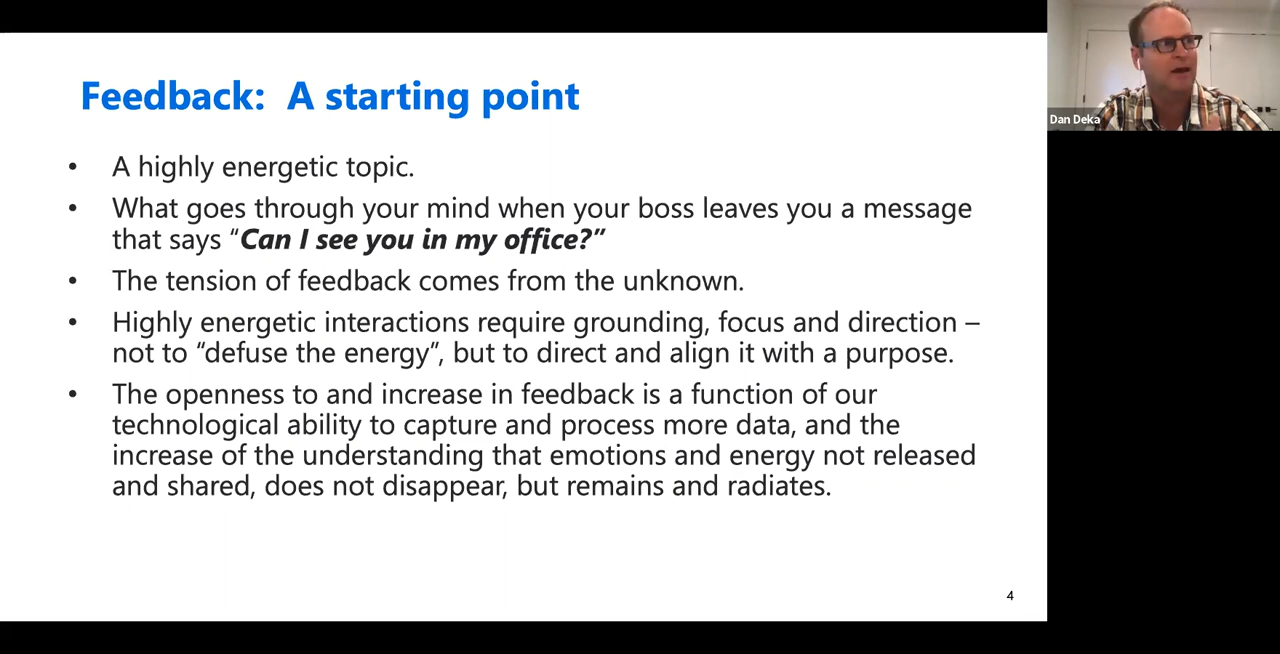 Feedback:  A starting point
• A highly energetic topic.
• What goes through your mind when your boss leaves you a message
that says “Can I see you in my office?”
• The tension of feedback comes from the unknown.
• Highly energetic interactions require grounding, focus and direction –
not to “defuse the energy”, but to direct and align it with a purpose.
• The openness to and increase in feedback is a function of our
technological ability to capture and process more data, and the
increase of the understanding that emotions and energy not released
and shared, does not disappear, but remains and radiates.
4
Dan Deka